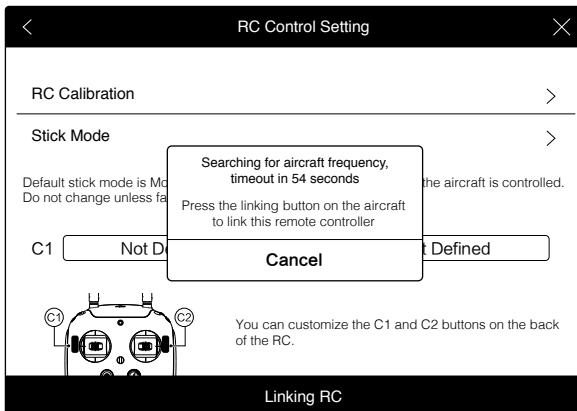 RC Control Setting
RC Calibration
Stick Mode
Searching for aircraft frequency,
timeout in 54 seconds
Default stick mode is Mo
the aircraft is controlled.
Do not change unless fa
Press the linking button on the aircraft
to link this remote controller
C1
Not De
t Defined
Cancel
C1
C2
You can customize the C1 and C2 buttons on the back
of the RC.
Linking RC